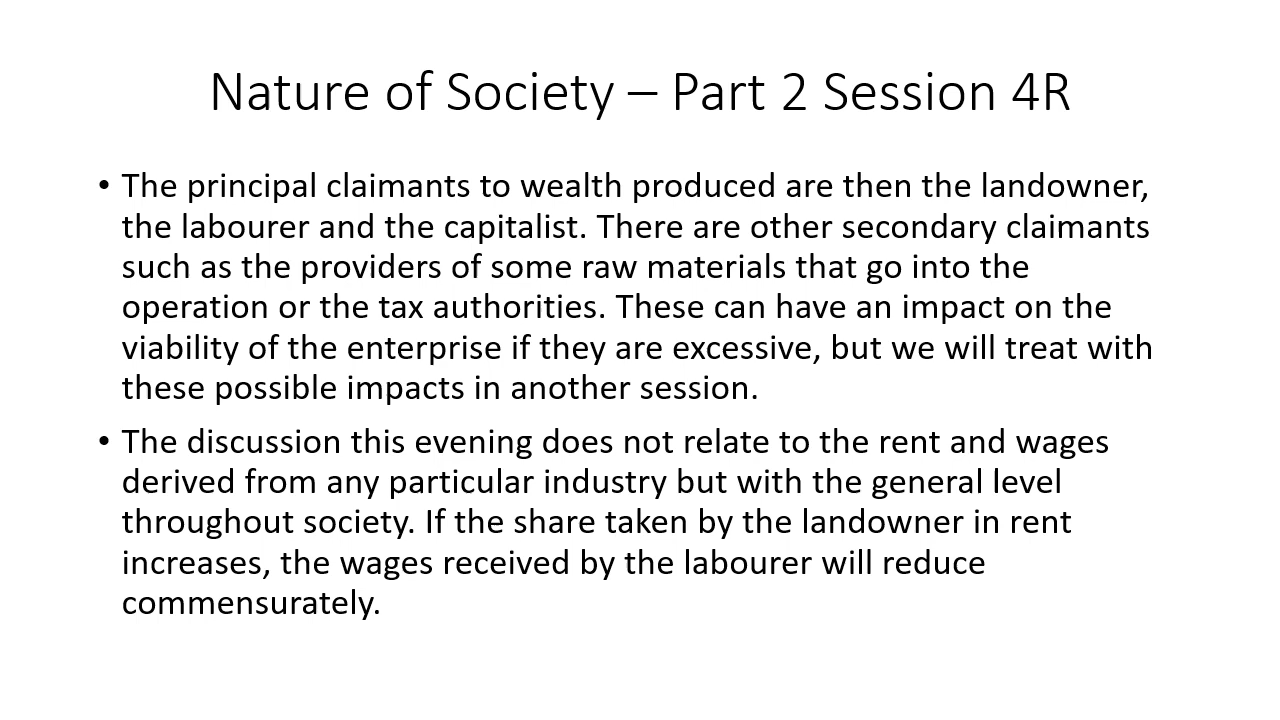 Nature of Society – Part 2 Session 4R
• The principal claimants to wealth produced are then the landowner,
the labourer and the capitalist. There are other secondary claimants
such as the providers of some raw materials that go into the
operation or the tax authorities. These can have an impact on the
viability of the enterprise if they are excessive, but we will treat with
these possible impacts in another session.
• The discussion this evening does not relate to the rent and wages
derived from any particular industry but with the general level
throughout society. If the share taken by the landowner in rent
increases, the wages received by the labourer will reduce
commensurately.